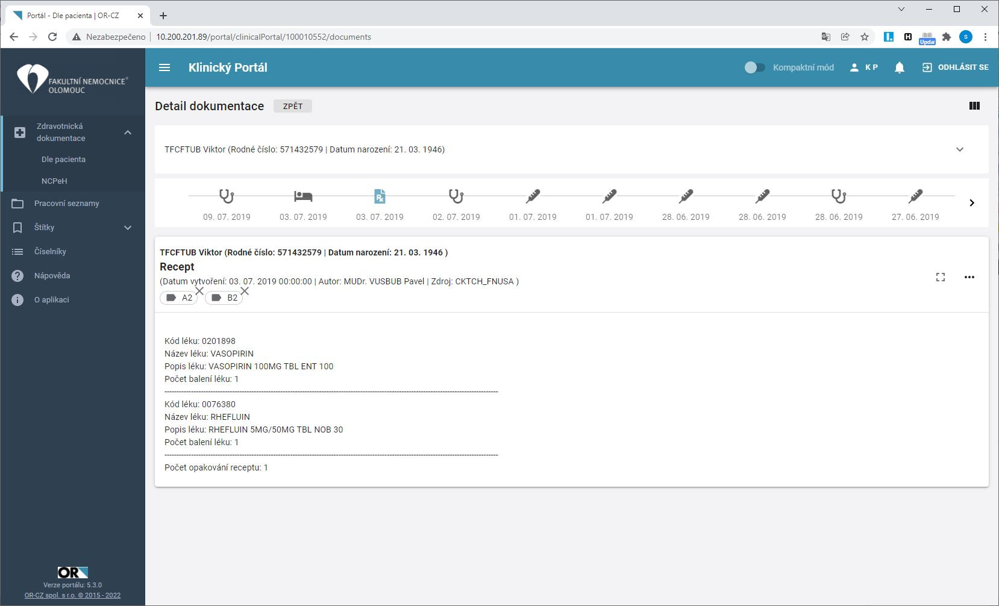 Portál - Dle pacienta | OR-CZ
Nezabezpečeno | 10.200.201.89/portal/clinicalPortal/100010552/documents
Upda
S
FAKULTNÍ NEMOCNICE®
OLOMOUC
Klinický Portál
Kompaktní mód
K P
ODHLÁSIT SE
Zdravotnická
dokumentace
Dle pacienta
NCPeH
Pracovní seznamy
Štítky
Číselníky
Nápověda
O aplikaci
Detail dokumentace
ZPĚT
TFCFTUB Viktor (Rodné číslo: 571432579 | Datum narození: 21. 03. 1946)
09. 07. 2019 03. 07. 2019 03. 07. 2019 02. 07. 2019 01. 07. 2019 01. 07. 2019 28. 06. 2019 28. 06. 2019 28. 06. 2019 27. 06. 2019
TFCFTUB Viktor (Rodné číslo: 571432579 | Datum narození: 21. 03. 1946 )
Recept
(Datum vytvoření: 03. 07. 2019 00:00:00 | Autor: MUDr. VUSBUB Pavel | Zdroj: CKTCH_FNUSA )
A2 B2
Kód léku: 0201898
Název léku: VASOPIRIN
Popis léku: VASOPIRIN 100MG TBL ENT 100
Počet balení léku: 1
Kód léku: 0076380
Název léku: RHEFLUIN
Popis léku: RHEFLUIN 5MG/50MG TBL NOB 30
Počet balení léku: 1
Počet opakování receptu: 1
OR
Verze portálu: 5.3.0
OR-CZ spol. s r.o. © 2015 - 2022